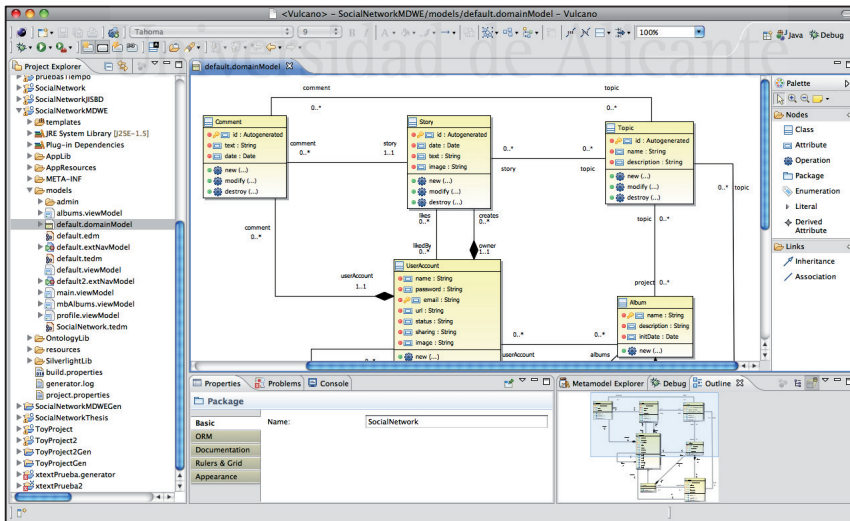 <Vulcano> - SocialNetworkMDWE/models/default.domainModel - Vulcano
Tahoma
9
B I
A
100%
Java
Debug
Universidad de Alicante
Project Explorer
pruebasTiempo
SocialNetwork
SocialNetworkJISBD
SocialNetworkMDWE
templates
JRE System Library [J2SE-1.5]
Plug-in Dependencies
AppLib
AppResources
META-INF
models
admin
albums.viewModel
default.domainModel
default.edm
default.extNavModel
default.tedm
default.viewModel
default2.extNavModel
main.viewModel
mbAlbums.viewModel
profile.viewModel
SocialNetwork.tedm
OntologyLib
resources
SilverlightLib
build.properties
generator.log
project.properties
SocialNetworkMDWEGen
SocialNetworkThesis
ToyProject
ToyProject2
ToyProject2Gen
ToyProjectGen
xtextPrueba.generator
xtextPrueba2
default.domainModel
comment
topic
0..*
0..*
Comment
id : Autogenerated
text : String
date : Date
new (...)
modify (...)
destroy (...)
comment
0..*
story
1..1
Story
id : Autogenerated
date : Date
text : String
image : String
new (...)
modify (...)
destroy (...)
0..*
0..*
story
topic
Topic
id : Autogenerated
name : String
description : String
new (...)
modify (...)
destroy (...)
0..*
topic
comment
0..*
likes
0..*
creates
0..*
topic
0..*
likedBy
0..*
owner
1..1
userAccount
1..1
UserAccount
name : String
password : String
email : String
url : String
status : String
sharing : String
image : String
new (...)
0..*
project
0..*
Album
name : String
description : String
initDate : Date
new (...)
0..*
0..*
userAccount
albums
Palette
Nodes
Class
Attribute
Operation
Package
Enumeration
Literal
Derived
Attribute
Links
Inheritance
Association
Properties
Problems
Console
Package
Basic
ORM
Documentation
Rulers & Grid
Appearance
Name:
SocialNetwork
Metamodel Explorer
Debug
Outline